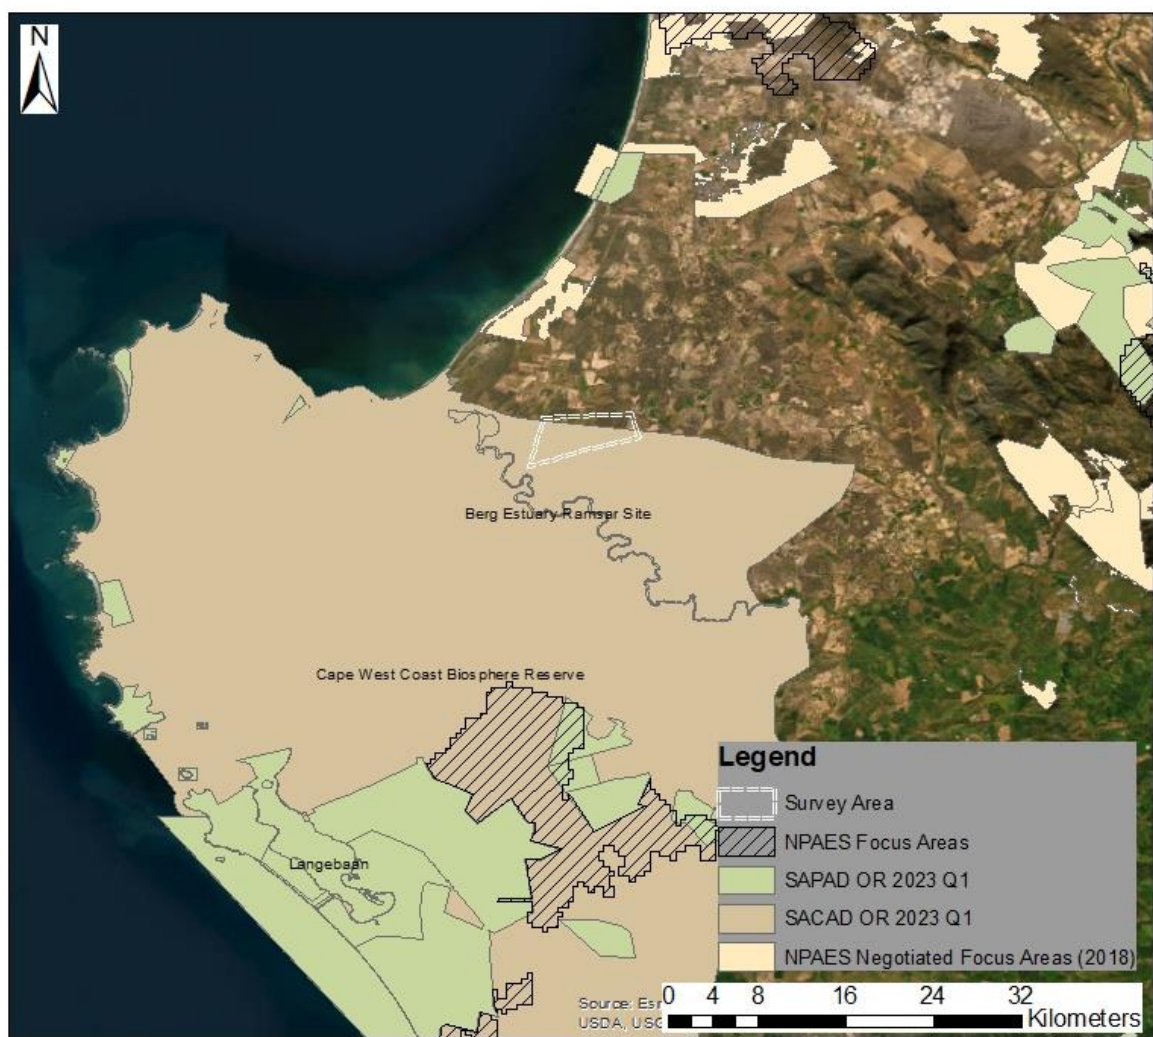 N
Berg Estuary Ramsar Site
Cape West Coast Biosphere Reserve
Langebaan
Legend
Survey Area
NPAES Focus Areas
SAPAD OR 2023 Q1
SACAD OR 2023 Q1
NPAES Negotiated Focus Areas (2018)
Source: Esr
USDA, USG
0 4 8 16 24 32
Kilometers